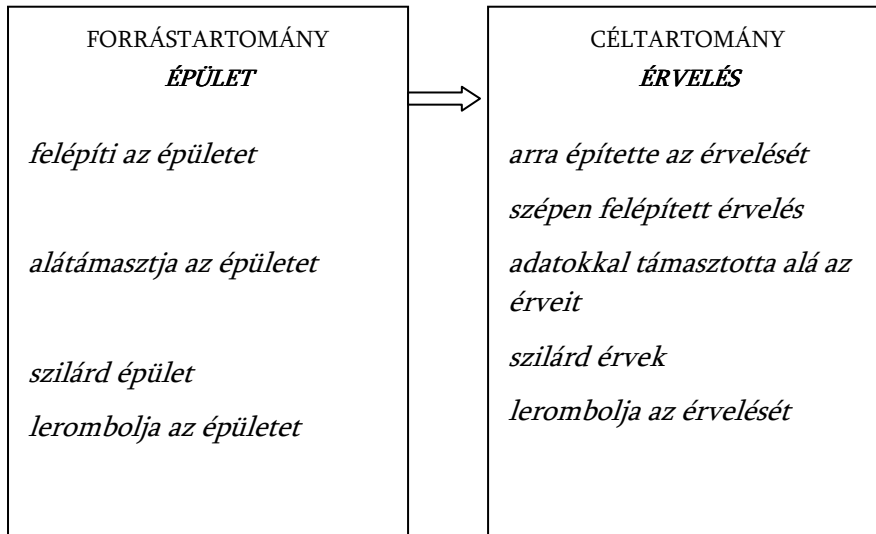 FORRÁSTARTOMÁNY
ÉPÜLET
felépíti az épületet
alátámasztja az épületet
szilárd épület
lerombolja az épületet
CÉLTARTOMÁNY
ÉRVELÉS
arra építette az érvelését
szépen felépített érvelés
adatokkal támasztotta alá az
érveit
szilárd érvek
lerombolja az érvelését